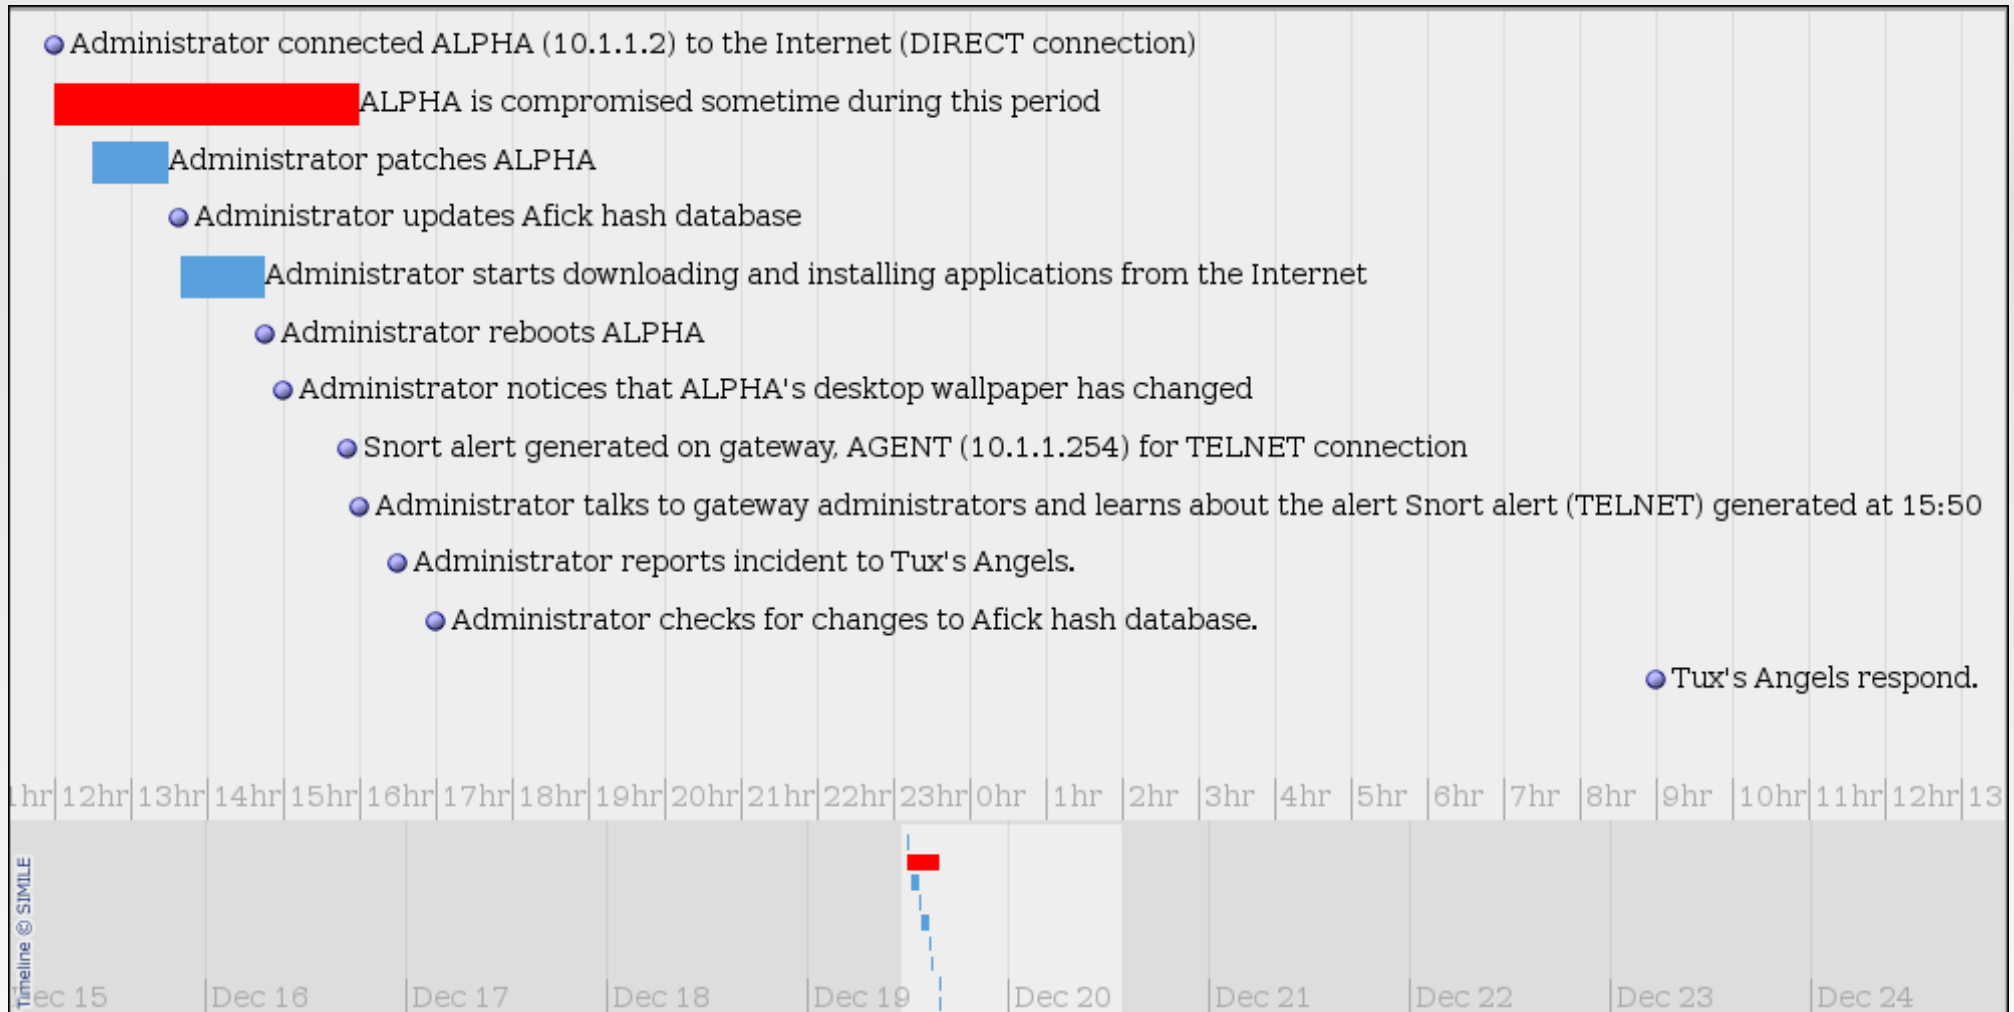 Administrator connected ALPHA (10.1.1.2) to the Internet (DIRECT connection)
ALPHA is compromised sometime during this period
Administrator patches ALPHA
Administrator updates Afick hash database
Administrator starts downloading and installing applications from the Internet
Administrator reboots ALPHA
Administrator notices that ALPHA's desktop wallpaper has changed
Snort alert generated on gateway, AGENT (10.1.1.254) for TELNET connection
Administrator talks to gateway administrators and learns about the alert Snort alert (TELNET) generated at 15:50
Administrator reports incident to Tux's Angels.
Administrator checks for changes to Afick hash database.
Tux's Angels respond.
1hr 12hr 13hr 14hr 15hr 16hr 17hr 18hr 19hr 20hr 21hr 22hr 23hr 0hr 1hr 2hr 3hr 4hr 5hr 6hr 7hr 8hr 9hr 10hr 11hr 12hr 13
Timeline © SIMILE
ec 15 Dec 16 Dec 17 Dec 18 Dec 19 Dec 20 Dec 21 Dec 22 Dec 23 Dec 24